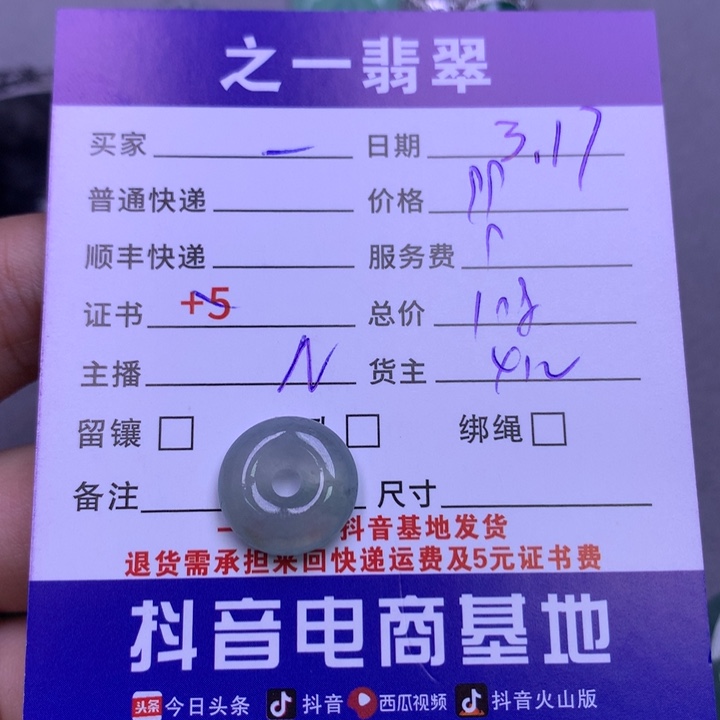 之一翡翠
买家 一 日期 3.17
普通快递 价格
顺丰快递 服务费
证书 +5 总价
主播 N 货主
留镶 绑绳
备注 尺寸
抖音基地发货
退货需承担来回快递运费及5元证书费
抖音电商基地
头条 今日头条 抖音 西瓜视频 抖音火山版